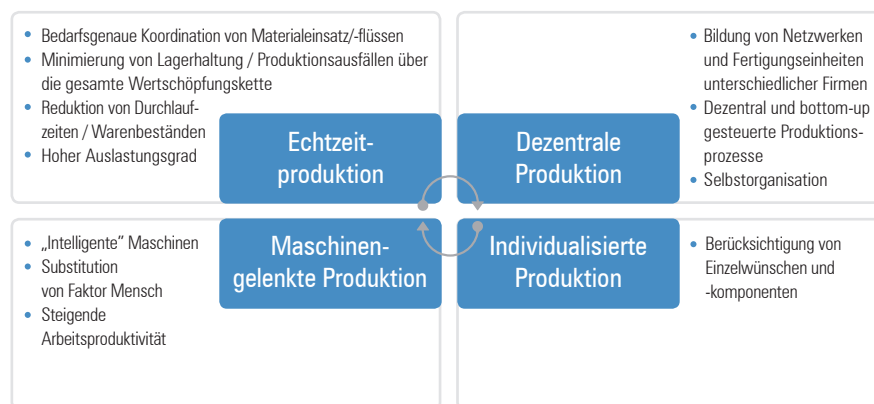 Bedarfsgenaue Koordination von Materialeinsatz/-flüssen
Minimierung von Lagerhaltung / Produktionsausfällen über
die gesamte Wertschöpfungskette
Reduktion von Durchlauf-
zeiten / Warenbeständen
Hoher Auslastungsgrad
Echtzeit-
produktion
Dezentrale
Produktion
Bildung von Netzwerken
und Fertigungseinheiten
unterschiedlicher Firmen
Dezentral und bottom-up
gesteuerte Produktions-
prozesse
Selbstorganisation
„Intelligente" Maschinen
Substitution
von Faktor Mensch
Steigende
Arbeitsproduktivität
Maschinen-
gelenkte Produktion
Individualisierte
Produktion
Berücksichtigung von
Einzelwünschen und
-komponenten